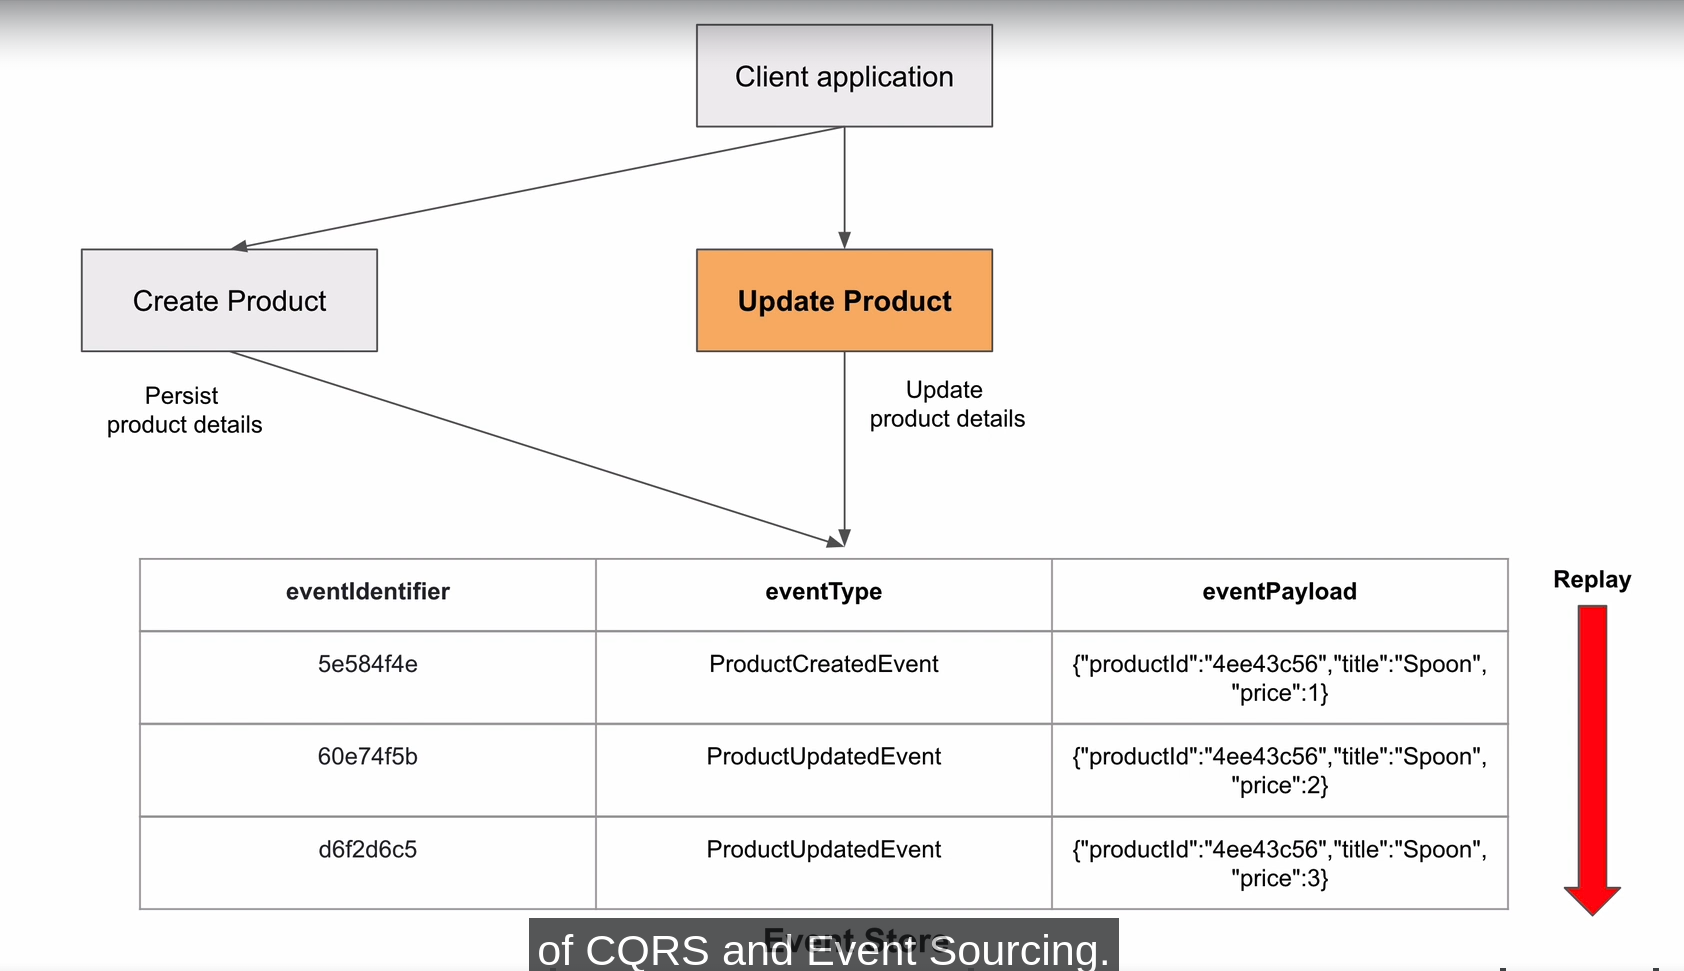 Client application
Create Product
Update Product
Persist
product details
Update
product details
Replay
eventIdentifier
eventType
eventPayload
5e584f4e
ProductCreatedEvent
{"productId":"4ee43c56","title":"Spoon",
"price":1}
60e74f5b
ProductUpdatedEvent
{"productId":"4ee43c56","title":"Spoon",
"price":2}
d6f2d6c5
ProductUpdatedEvent
{"productId":"4ee43c56","title":"Spoon",
"price":3}
Event Store
of CQRS and Event Sourcing.